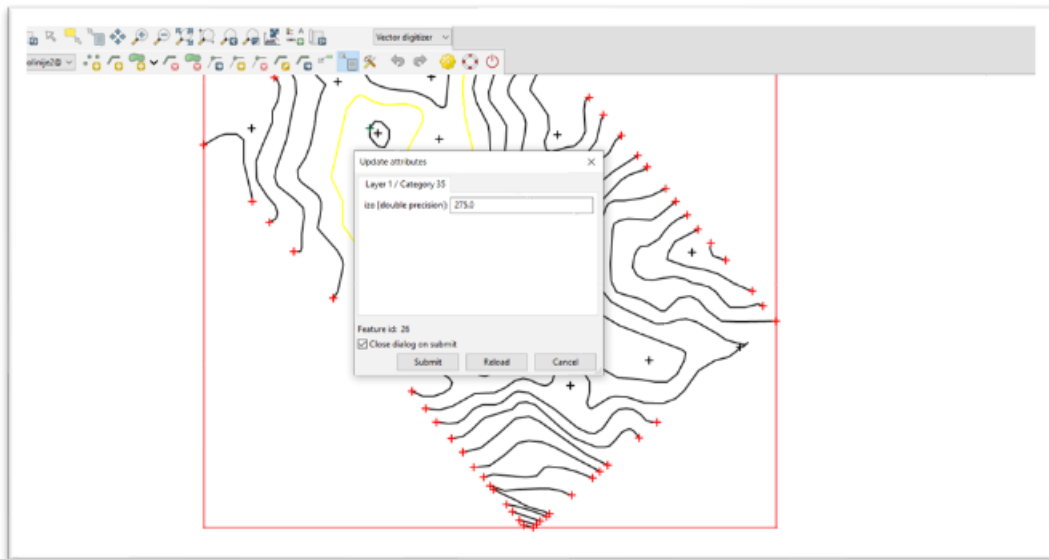 Vector digitizer
Update attributes
Layer 1 / Category 35
izo (double precision): 275.0
Feature id: 26
Close dialog on submit
Submit Reload Cancel